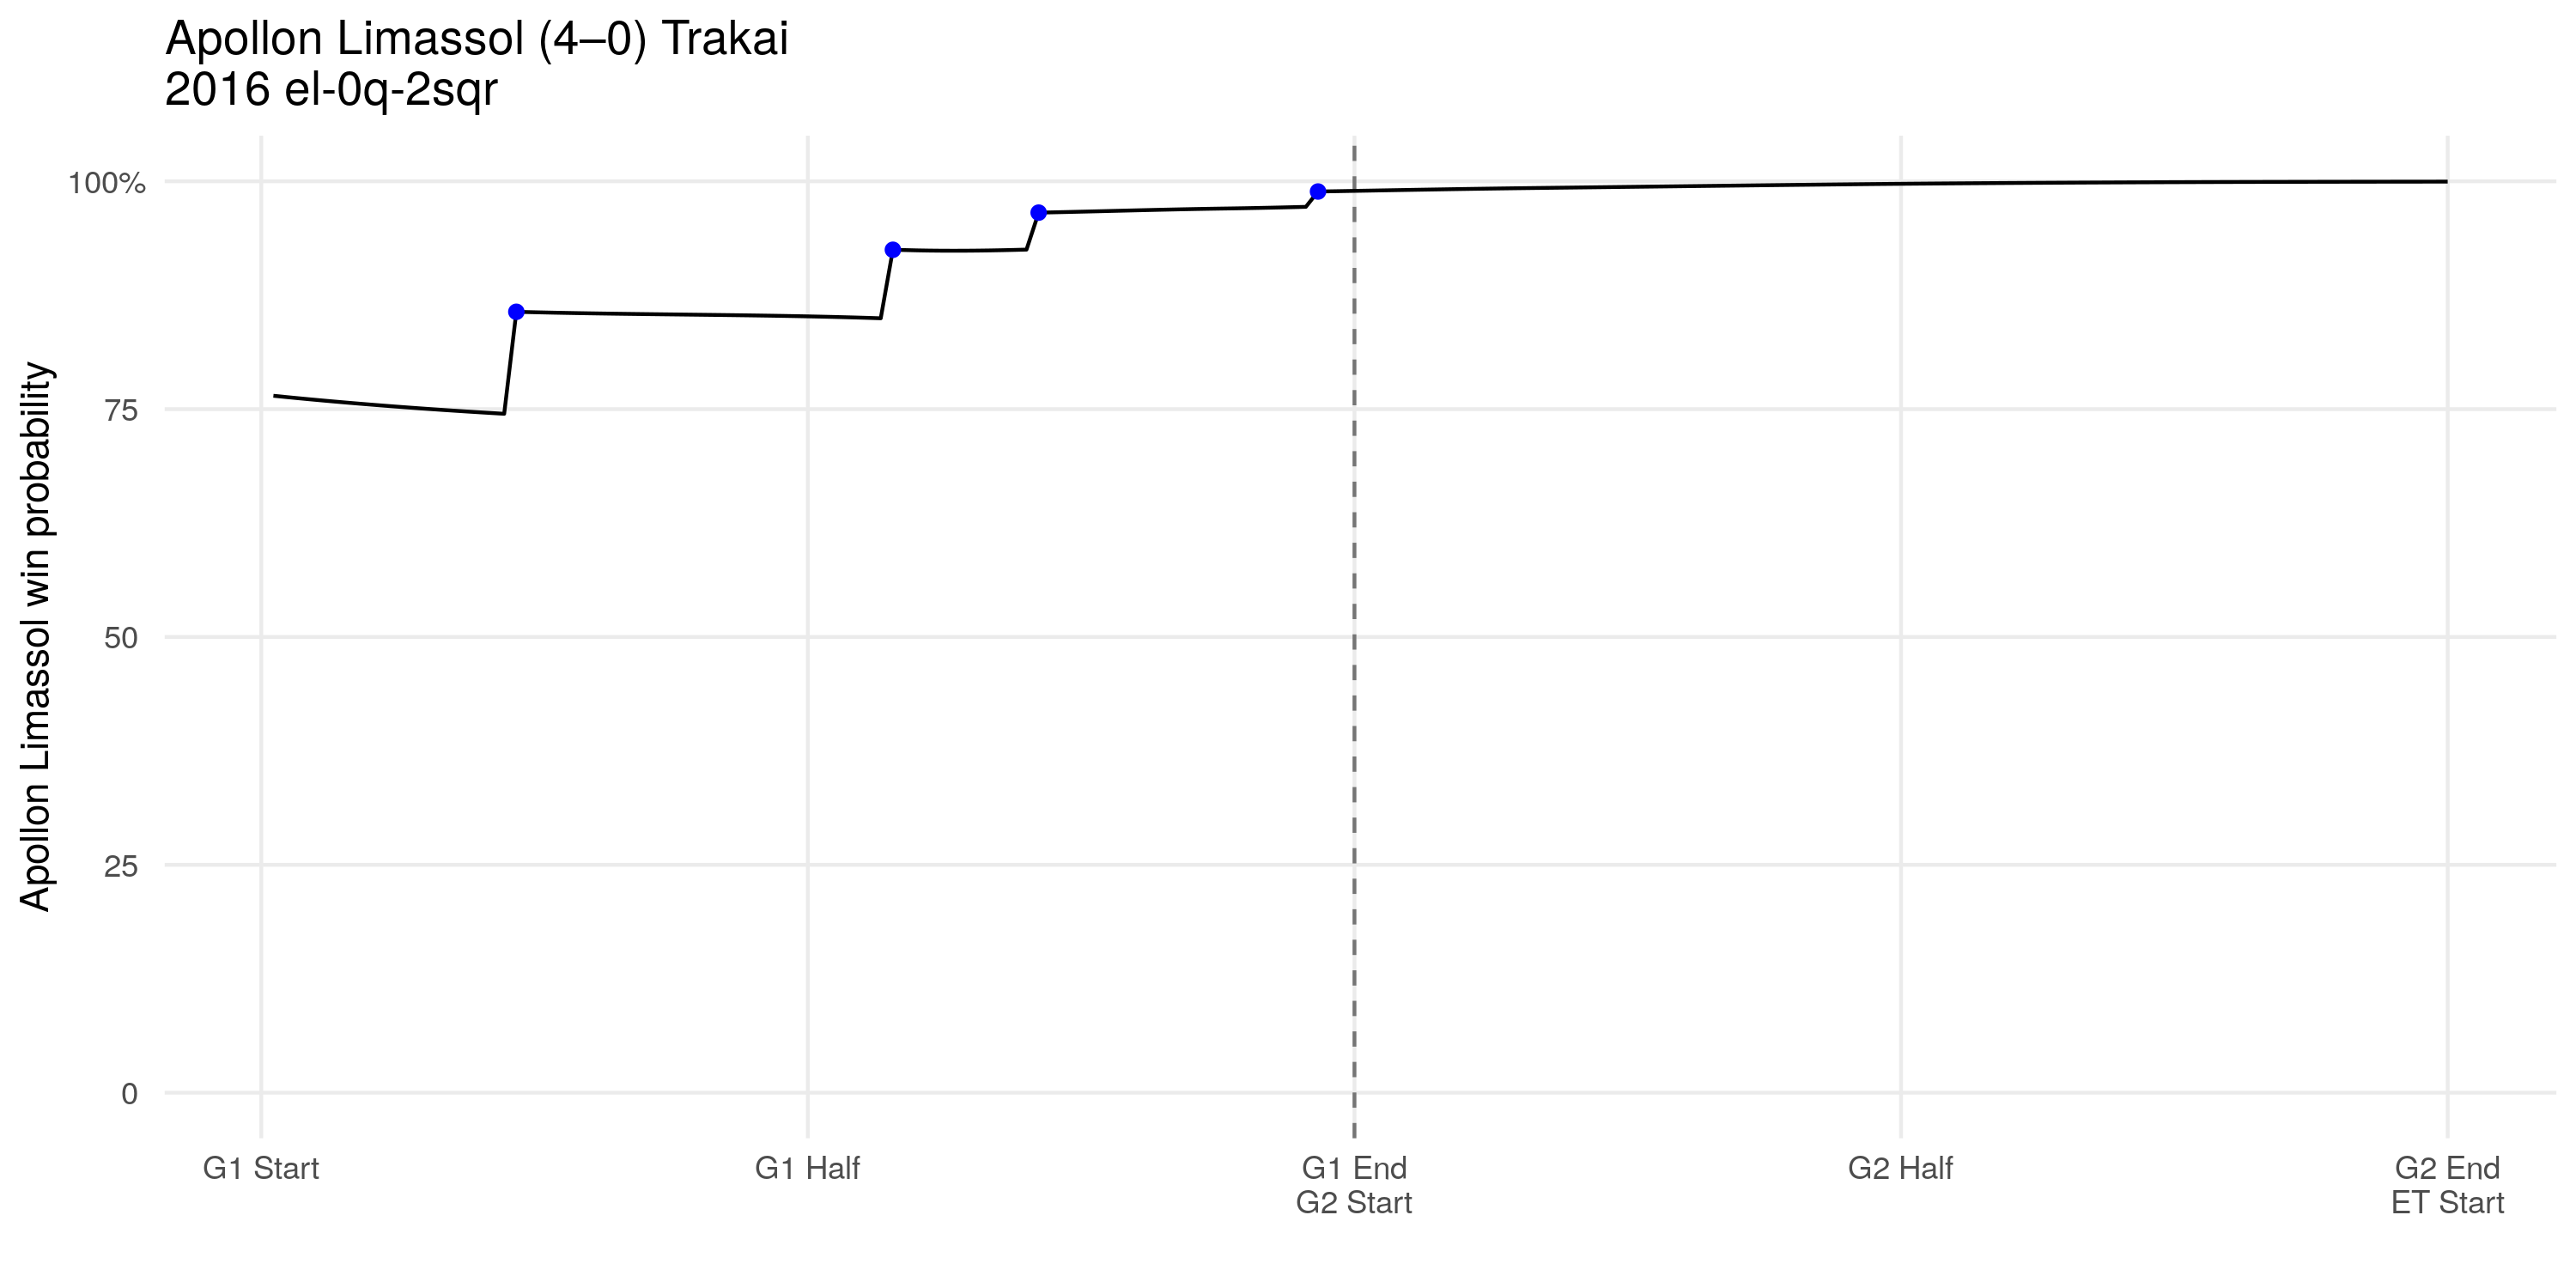 Apollon Limassol (4–0) Trakai
2016 el-0q-2sqr
Apollon Limassol win probability
100%
75
50
25
0
G1 Start
G1 Half
G1 End
G2 Start
G2 Half
G2 End
ET Start